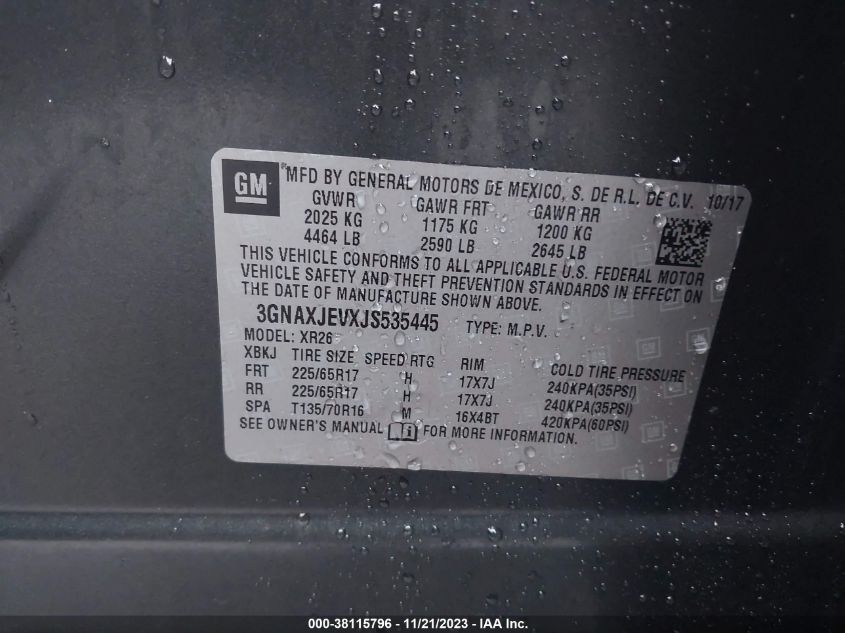 GM ® MFD BY GENERAL MOTORS DE MEXICO, S. DE R.L. DE C.V. 10/17
GVWR GAWR FRT GAWR RR
2025 KG 1175 KG 1200 KG
4464 LB 2590 LB 2645 LB
THIS VEHICLE CONFORMS TO ALL APPLICABLE U.S. FEDERAL MOTOR
VEHICLE SAFETY AND THEFT PREVENTION STANDARDS IN EFFECT ON
THE DATE OF MANUFACTURE SHOWN ABOVE.
3GNAXJEVXJS535445 TYPE: M.P.V.
MODEL: XR26
XBKJ TIRE SIZE SPEED RTG RIM COLD TIRE PRESSURE
FRT 225/65R17 H 17X7J 240KPA(35PSI)
RR 225/65R17 H 17X7J 240KPA(35PSI)
SPA T135/70R16 M 16X4BT 420KPA(60PSI)
SEE OWNER'S MANUAL FOR MORE INFORMATION.
000-38115796 - 11/21/2023 - IAA Inc.